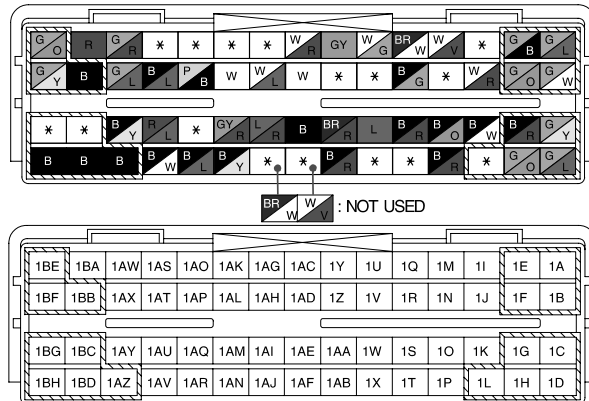 G O R G R * * * * W R GY W G BR W W V * G B G L
G Y B G L B L P B W W L * * * B G * W R G O G W
* * B Y R L * GY R L R B BR R L B R B O B W B R G Y
B B B B W B L B Y * * B R * * B R * G O G L
BR W W V : NOT USED
1BE 1BA 1AW 1AS 1AO 1AK 1AG 1AC 1Y 1U 1Q 1M 1I 1E 1A
1BF 1BB 1AX 1AT 1AP 1AL 1AH 1AD 1Z 1V 1R 1N 1J 1F 1B
1BG 1BC 1AY 1AU 1AQ 1AM 1AI 1AE 1AA 1W 1S 1O 1K 1G 1C
1BH 1BD 1AZ 1AV 1AR 1AN 1AJ 1AF 1AB 1X 1T 1P 1L 1H 1D